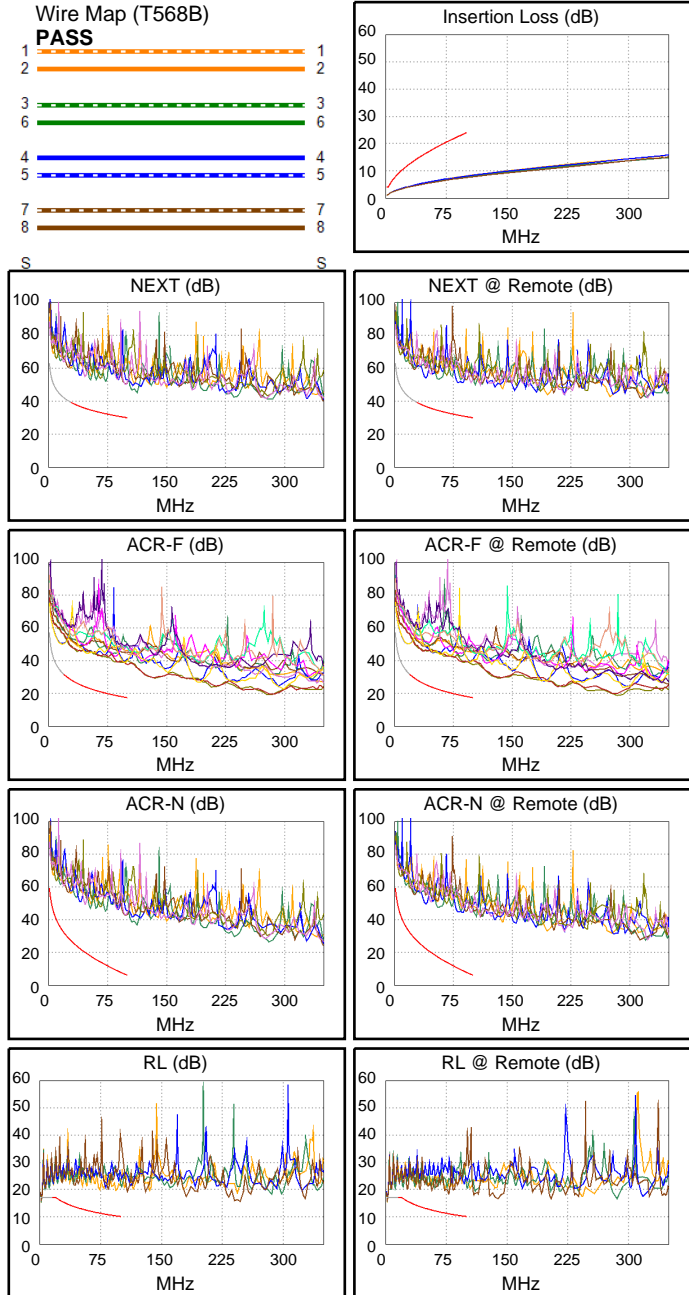 Wire Map (T568B)
PASS
1 1
2 2
3 3
6 6
4 4
5 5
7 7
8 8
S S
Insertion Loss (dB)
60
50
40
30
20
10
0
0 75 150 225 300
MHz
NEXT (dB)
100
80
60
40
20
0
0 75 150 225 300
MHz
NEXT @ Remote (dB)
100
80
60
40
20
0
0 75 150 225 300
MHz
ACR-F (dB)
100
80
60
40
20
0
0 75 150 225 300
MHz
ACR-F @ Remote (dB)
100
80
60
40
20
0
0 75 150 225 300
MHz
ACR-N (dB)
100
80
60
40
20
0
0 75 150 225 300
MHz
ACR-N @ Remote (dB)
100
80
60
40
20
0
0 75 150 225 300
MHz
RL (dB)
60
50
40
30
20
10
0
0 75 150 225 300
MHz
RL @ Remote (dB)
60
50
40
30
20
10
0
0 75 150 225 300
MHz